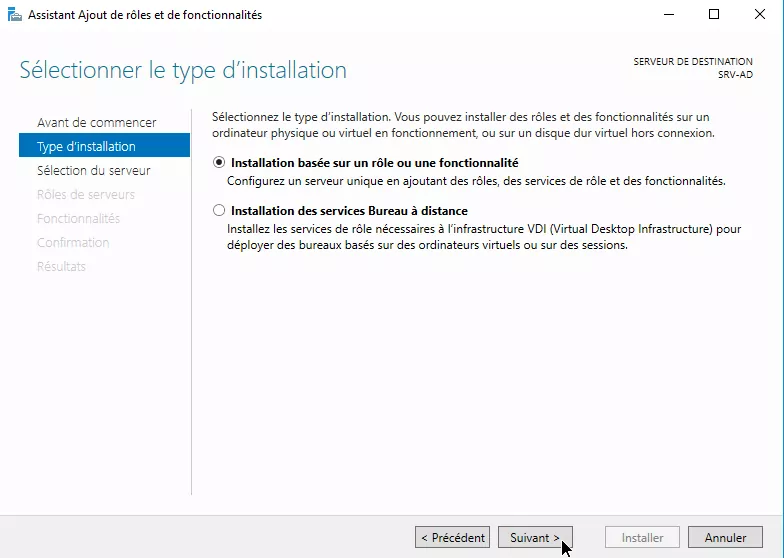 Assistant Ajout de rôles et de fonctionnalités
Sélectionner le type d'installation
SERVEUR DE DESTINATION
SRV-AD
Avant de commencer
Type d'installation
Sélection du serveur
Rôles de serveurs
Fonctionnalités
Confirmation
Résultats
Sélectionnez le type d'installation. Vous pouvez installer des rôles et des fonctionnalités sur un
ordinateur physique ou virtuel en fonctionnement, ou sur un disque dur virtuel hors connexion.
Installation basée sur un rôle ou une fonctionnalité
Configurez un serveur unique en ajoutant des rôles, des services de rôle et des fonctionnalités.
Installation des services Bureau à distance
Installez les services de rôle nécessaires à l'infrastructure VDI (Virtual Desktop Infrastructure) pour
déployer des bureaux basés sur des ordinateurs virtuels ou sur des sessions.
< Précédent
Suivant >
Installer
Annuler